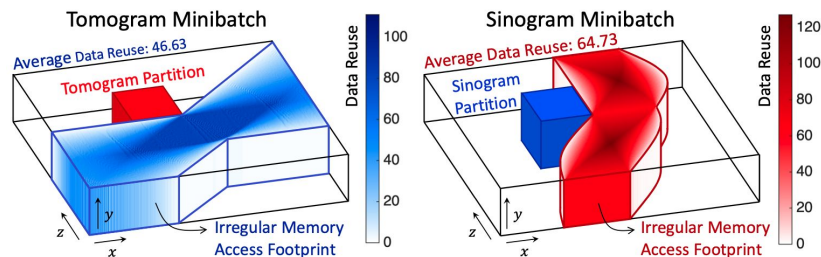 Tomogram Minibatch
Average Data Reuse: 46.63
Tomogram Partition
Data Reuse
100
80
60
40
20
0
y
z
x
Irregular Memory
Access Footprint
Sinogram Minibatch
Average Data Reuse: 64.73
Sinogram
Partition
Data Reuse
120
100
80
60
40
20
0
y
z
x
Irregular Memory
Access Footprint